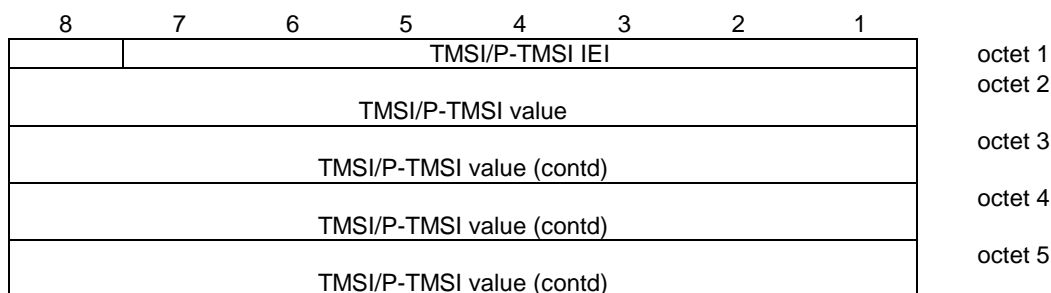 8 7 6 5 4 3 2 1
TMSI/P-TMSI IEI octet 1
octet 2
TMSI/P-TMSI value
octet 3
TMSI/P-TMSI value (contd)
octet 4
TMSI/P-TMSI value (contd)
octet 5
TMSI/P-TMSI value (contd)